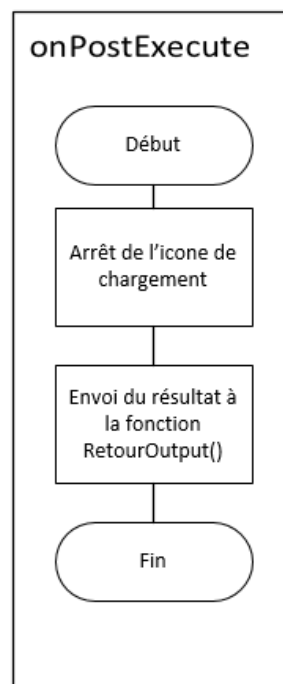 onPostExecute
Début
Arrêt de l'icone de
chargement
Envoi du résultat à
la fonction
RetourOutput()
Fin